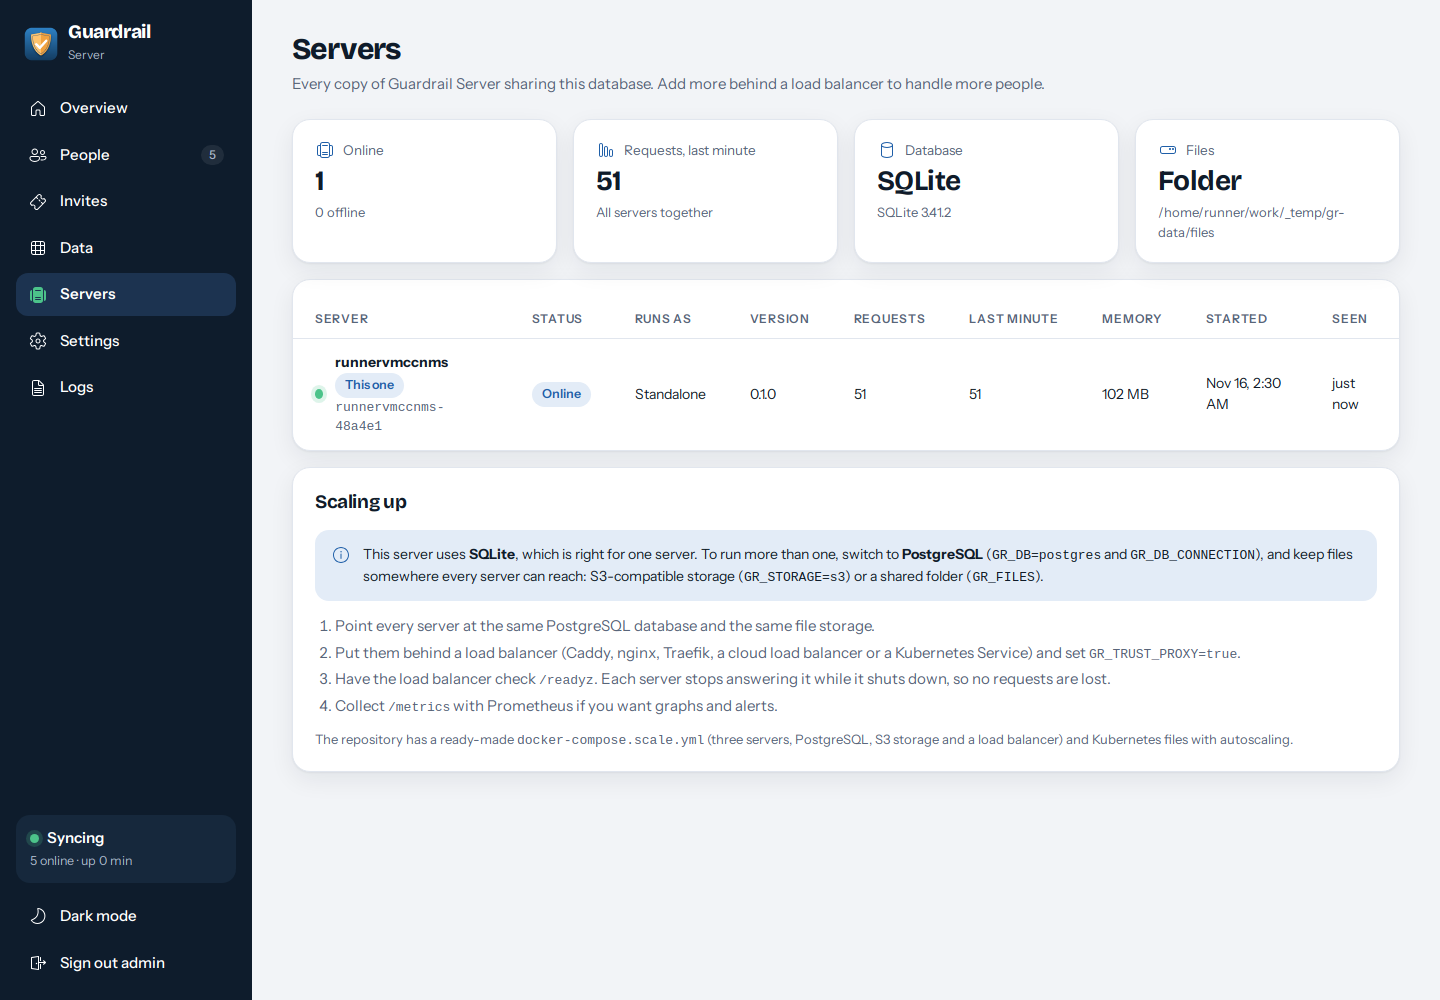 Guardrail
Server
Overview
People 5
Invites
Data
Servers
Settings
Logs
Syncing
5 online · up 0 min
Dark mode
Sign out admin
Servers
Every copy of Guardrail Server sharing this database. Add more behind a load balancer to handle more people.
Online
1
0 offline
Requests, last minute
51
All servers together
Database
SQLite
SQLite 3.41.2
Files
Folder
/home/runner/work/_temp/gr-
data/files
SERVER STATUS RUNS AS VERSION REQUESTS LAST MINUTE MEMORY STARTED SEEN
runnervmccnms
This one
runnervmccnms-
48a4e1
Online
Standalone
0.1.0
51
51
102 MB
Nov 16, 2:30
AM
just
now
Scaling up
This server uses SQLite, which is right for one server. To run more than one, switch to PostgreSQL (GR_DB=postgres and GR_DB_CONNECTION), and keep files
somewhere every server can reach: S3-compatible storage (GR_STORAGE=s3) or a shared folder (GR_FILES).
1. Point every server at the same PostgreSQL database and the same file storage.
2. Put them behind a load balancer (Caddy, nginx, Traefik, a cloud load balancer or a Kubernetes Service) and set GR_TRUST_PROXY=true.
3. Have the load balancer check /readyz. Each server stops answering it while it shuts down, so no requests are lost.
4. Collect /metrics with Prometheus if you want graphs and alerts.
The repository has a ready-made docker-compose.scale.yml (three servers, PostgreSQL, S3 storage and a load balancer) and Kubernetes files with autoscaling.